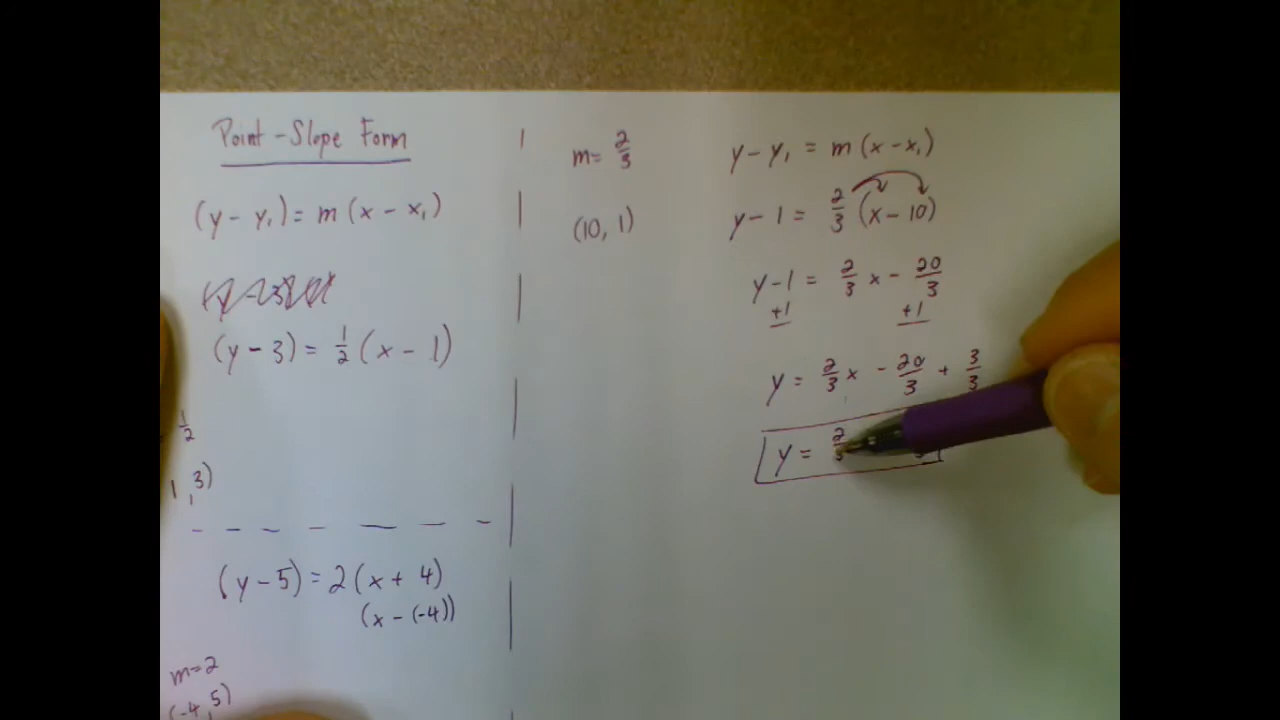 Point-Slope Form
(y - y₁) = m (x - x₁)
(y - 3) = 1/2 (x - 1)
1/2
1, 3)
(y - 5) = 2 (x + 4)
(x - (-4))
m = 2
(-4, 5)
m = 2/3
(10, 1)
y - y₁ = m (x - x₁)
y - 1 = 2/3 (x - 10)
y - 1 = 2/3 x - 20/3
+1 +1
y = 2/3 x - 20/3 + 3/3
y = 2/3